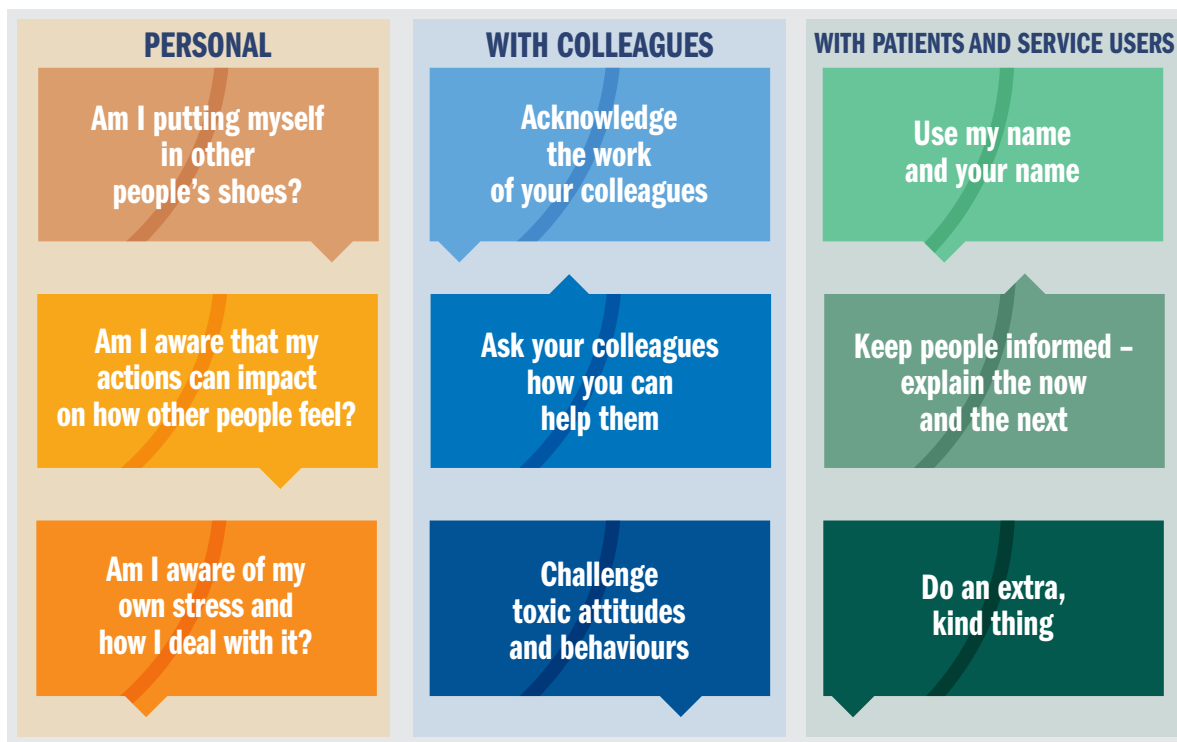 PERSONAL
Am I putting myself
in other
people’s shoes?
Am I aware that my
actions can impact
on how other people feel?
Am I aware of my
own stress and
how I deal with it?
WITH COLLEAGUES
Acknowledge
the work
of your colleagues
Ask your colleagues
how you can
help them
Challenge
toxic attitudes
and behaviours
WITH PATIENTS AND SERVICE USERS
Use my name
and your name
Keep people informed –
explain the now
and the next
Do an extra,
kind thing